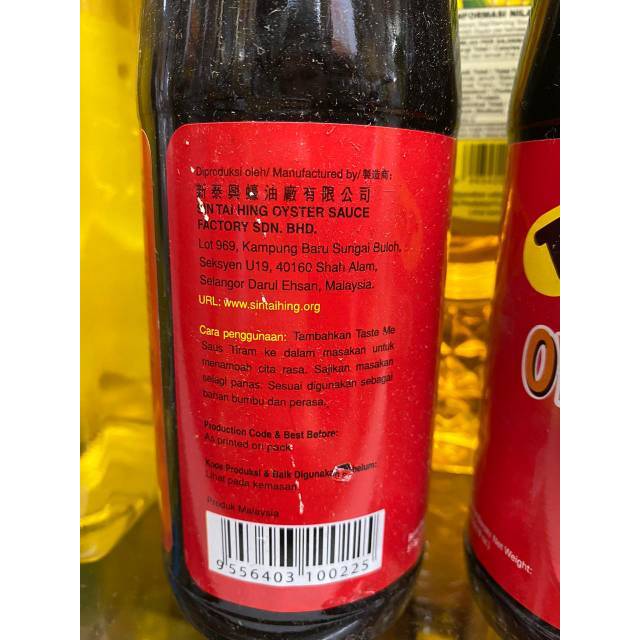 Diproduksi oleh/ Manufactured by/ 製造商:
新泰興蠔油廠有限公司
SIN TAI HING OYSTER SAUCE
FACTORY SDN. BHD.
Lot 969, Kampung Baru Sungai Buloh,
Seksyen U19, 40160 Shah Alam,
Selangor Darul Ehsan, Malaysia.
URL: www.sintaihing.org
Cara penggunaan: Tambahkan Taste Me
Saus Tiram ke dalam masakan untuk
menambah cita rasa. Sajikan masakan
selagi panas. Sesuai digunakan sebagai
bahan bumbu dan perasa.
Production Code & Best Before:
As printed on pack.
Kode Produksi & Baik Digunakan Sebelum:
Lihat pada kemasan.
Produk Malaysia
9 556403 100225
Net Weight: